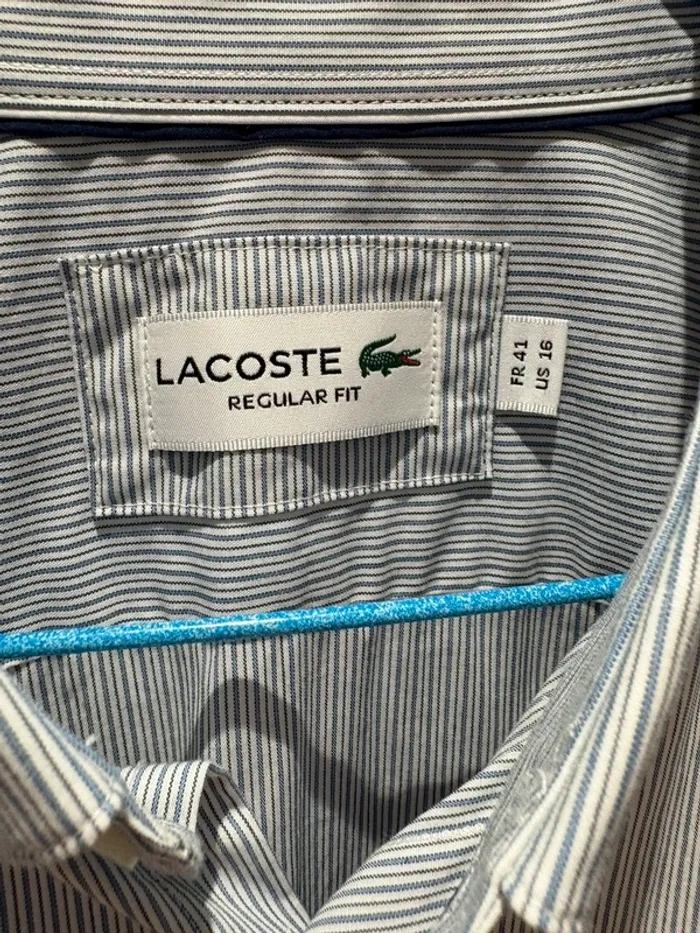 LACOSTE
REGULAR FIT
FR 41
US 16